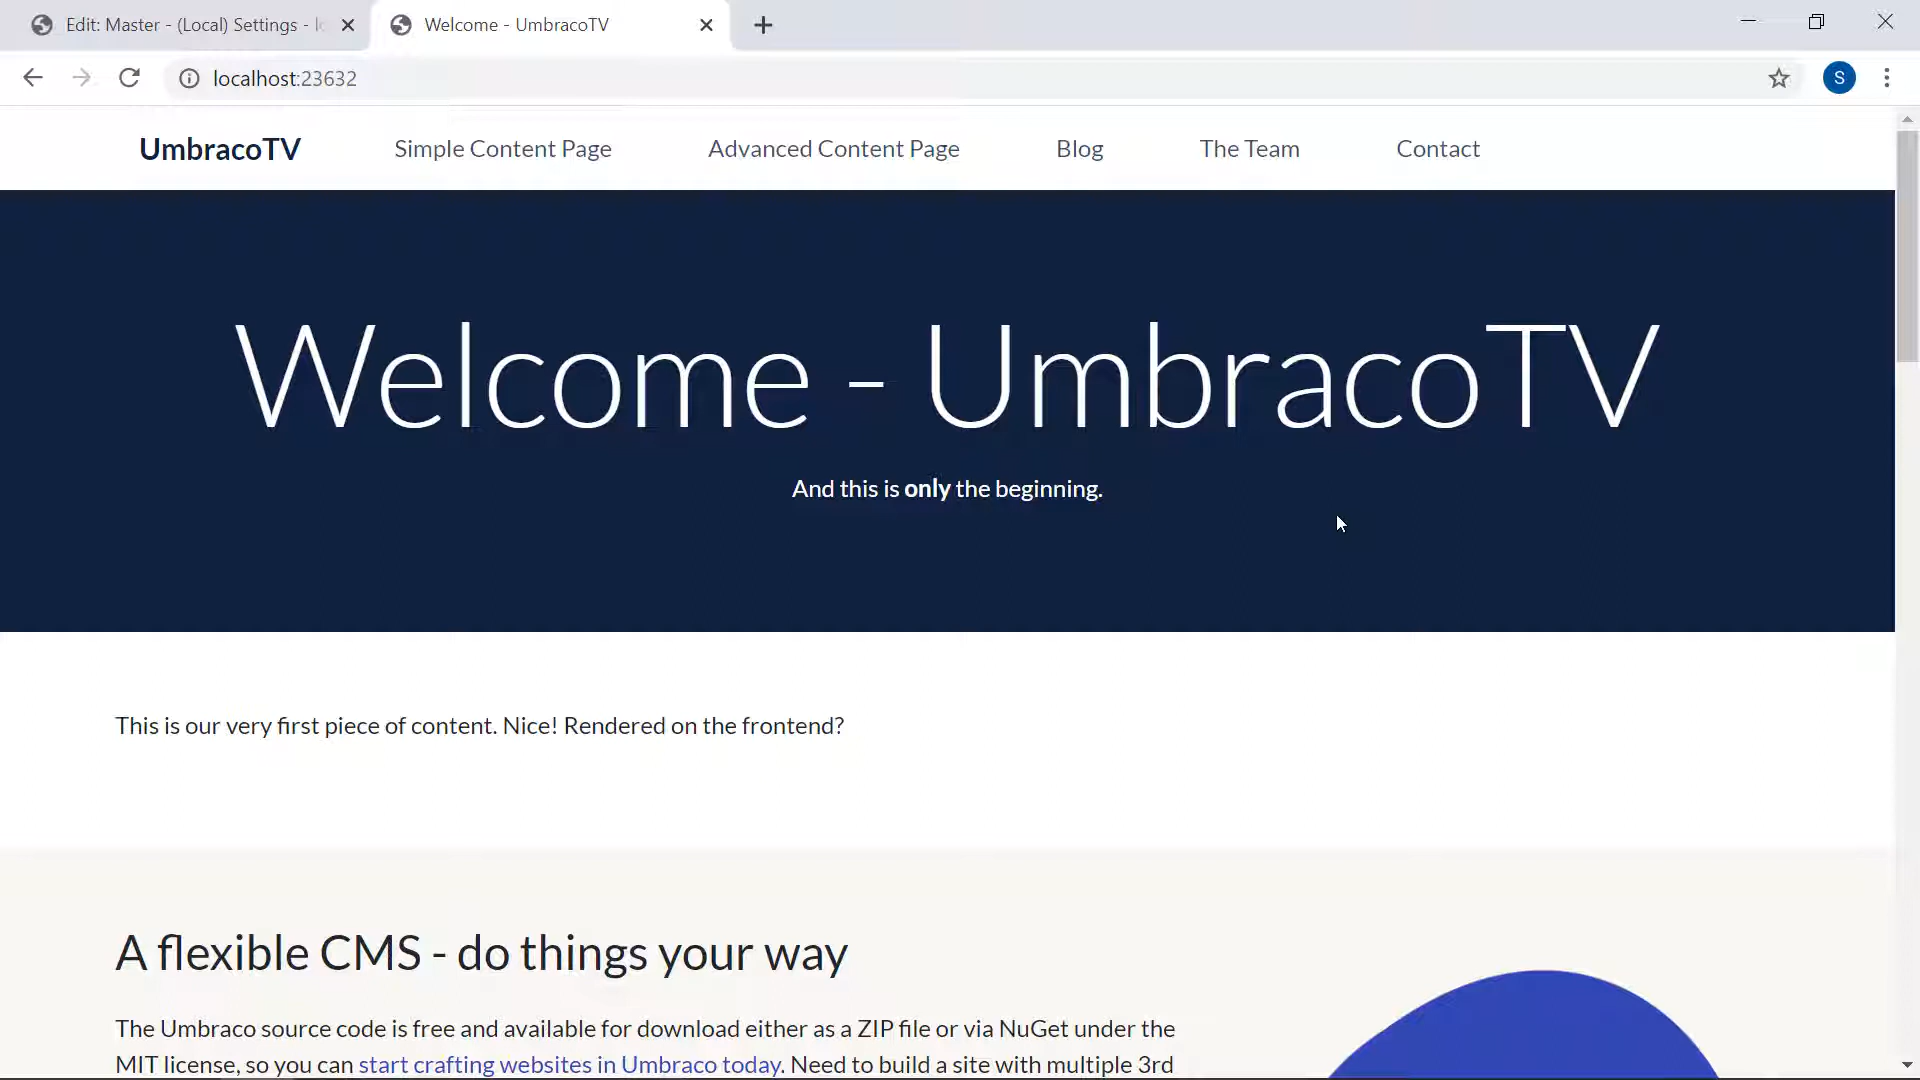 Edit: Master - (Local) Settings -
Welcome - UmbracoTV
localhost:23632
S
UmbracoTV Simple Content Page Advanced Content Page Blog The Team Contact
Welcome - UmbracoTV
And this is only the beginning.
This is our very first piece of content. Nice! Rendered on the frontend?
A flexible CMS - do things your way
The Umbraco source code is free and available for download either as a ZIP file or via NuGet under the
MIT license, so you can start crafting websites in Umbraco today. Need to build a site with multiple 3rd